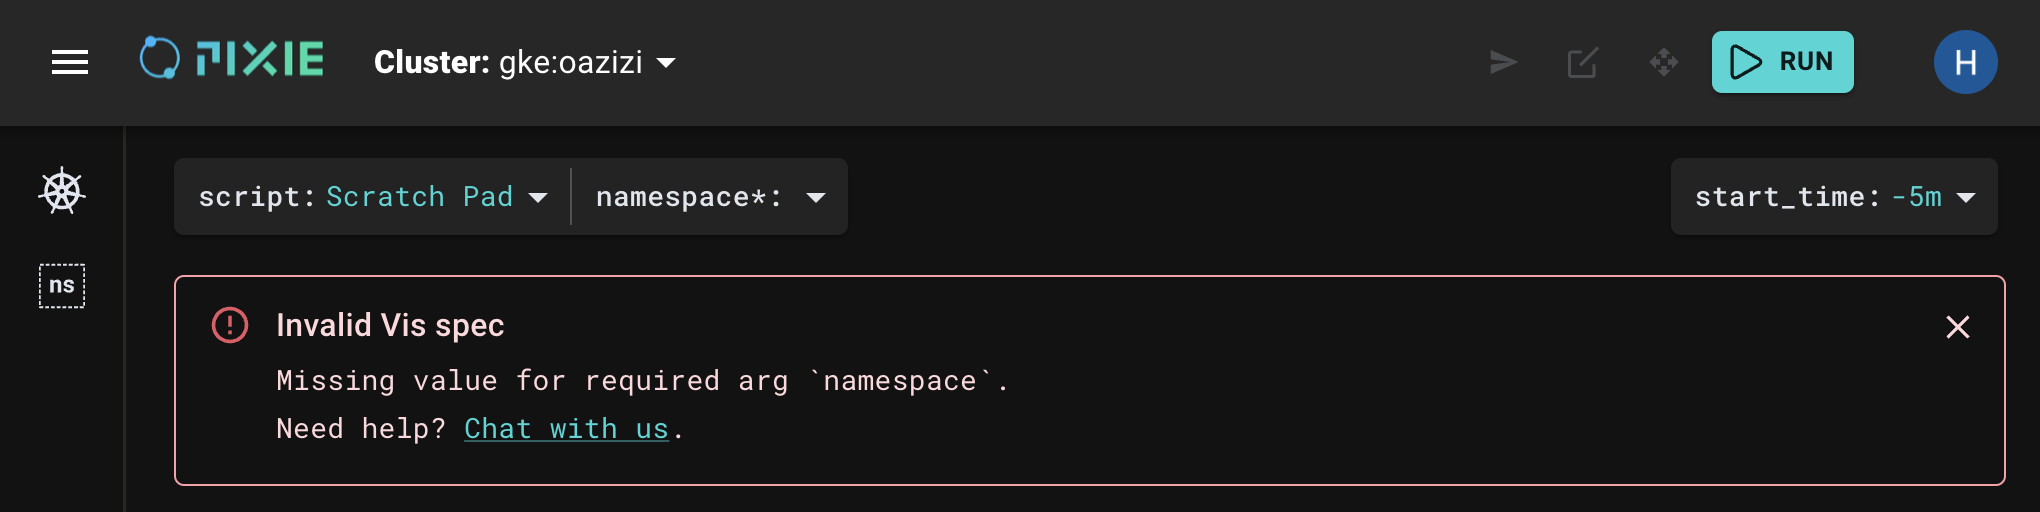 PIXIE
Cluster: gke:oazizi
RUN
H
script: Scratch Pad
namespace*:
start_time: -5m
ns
Invalid Vis spec
Missing value for required arg `namespace`.
Need help? Chat with us.